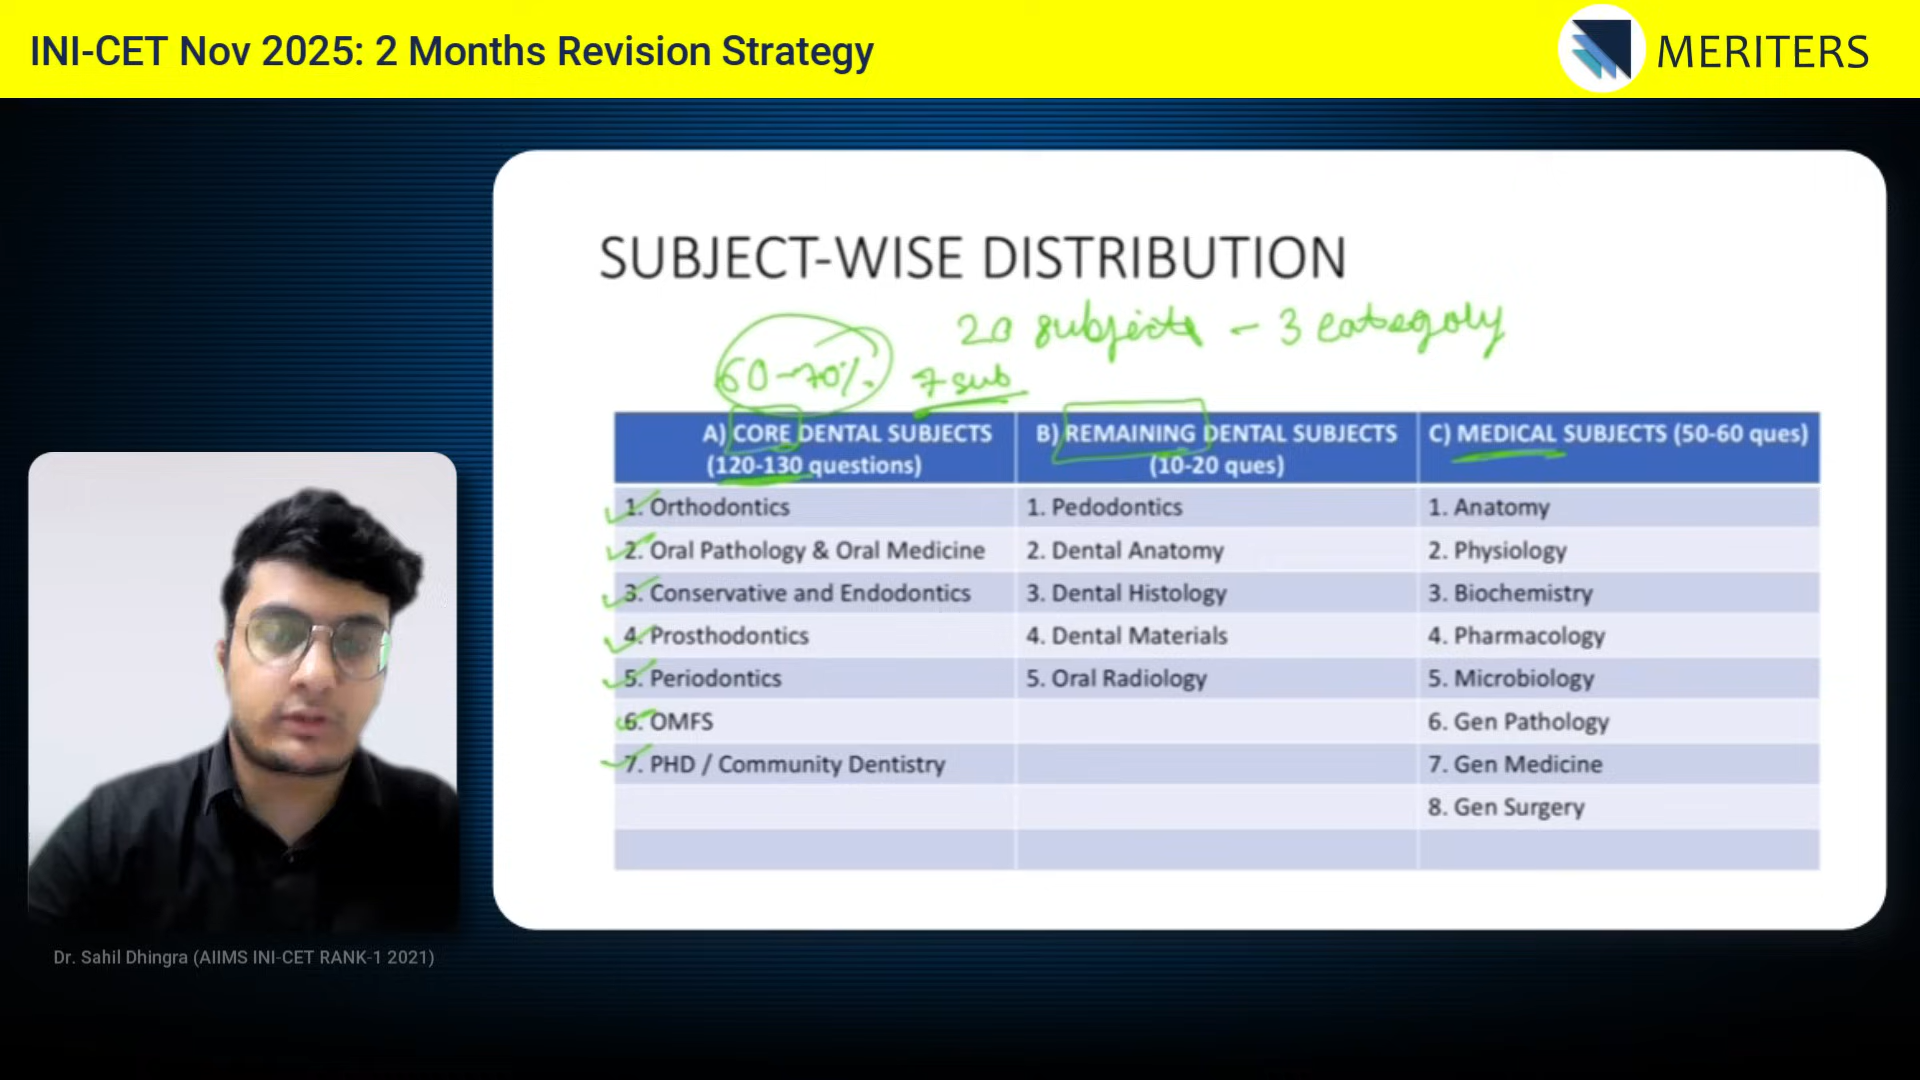 INI-CET Nov 2025: 2 Months Revision Strategy
MERITERS
SUBJECT-WISE DISTRIBUTION
20 subjects - 3 category
60-70%. 7 sub
A) CORE DENTAL SUBJECTS
(120-130 questions)
1. Orthodontics
2. Oral Pathology & Oral Medicine
3. Conservative and Endodontics
4. Prosthodontics
5. Periodontics
6. OMFS
7. PHD / Community Dentistry
B) REMAINING DENTAL SUBJECTS
(10-20 ques)
1. Pedodontics
2. Dental Anatomy
3. Dental Histology
4. Dental Materials
5. Oral Radiology
C) MEDICAL SUBJECTS (50-60 ques)
1. Anatomy
2. Physiology
3. Biochemistry
4. Pharmacology
5. Microbiology
6. Gen Pathology
7. Gen Medicine
8. Gen Surgery
Dr. Sahil Dhingra (AIIMS INI-CET RANK-1 2021)